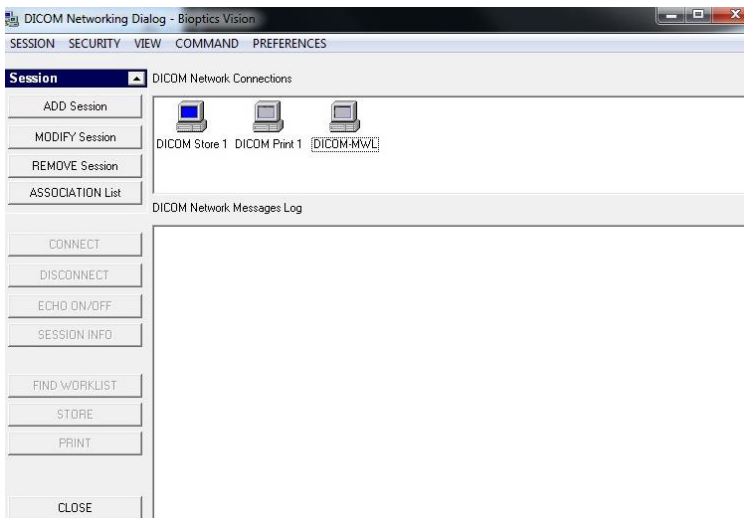 DICOM Networking Dialog - Bioptics Vision
SESSION SECURITY VIEW COMMAND PREFERENCES
Session
DICOM Network Connections
ADD Session
MODIFY Session
REMOVE Session
ASSOCIATION List
DICOM Store 1 DICOM Print 1 DICOM-MWL
DICOM Network Messages Log
CONNECT
DISCONNECT
ECHO ON/OFF
SESSION INFO
FIND WORKLIST
STORE
PRINT
CLOSE